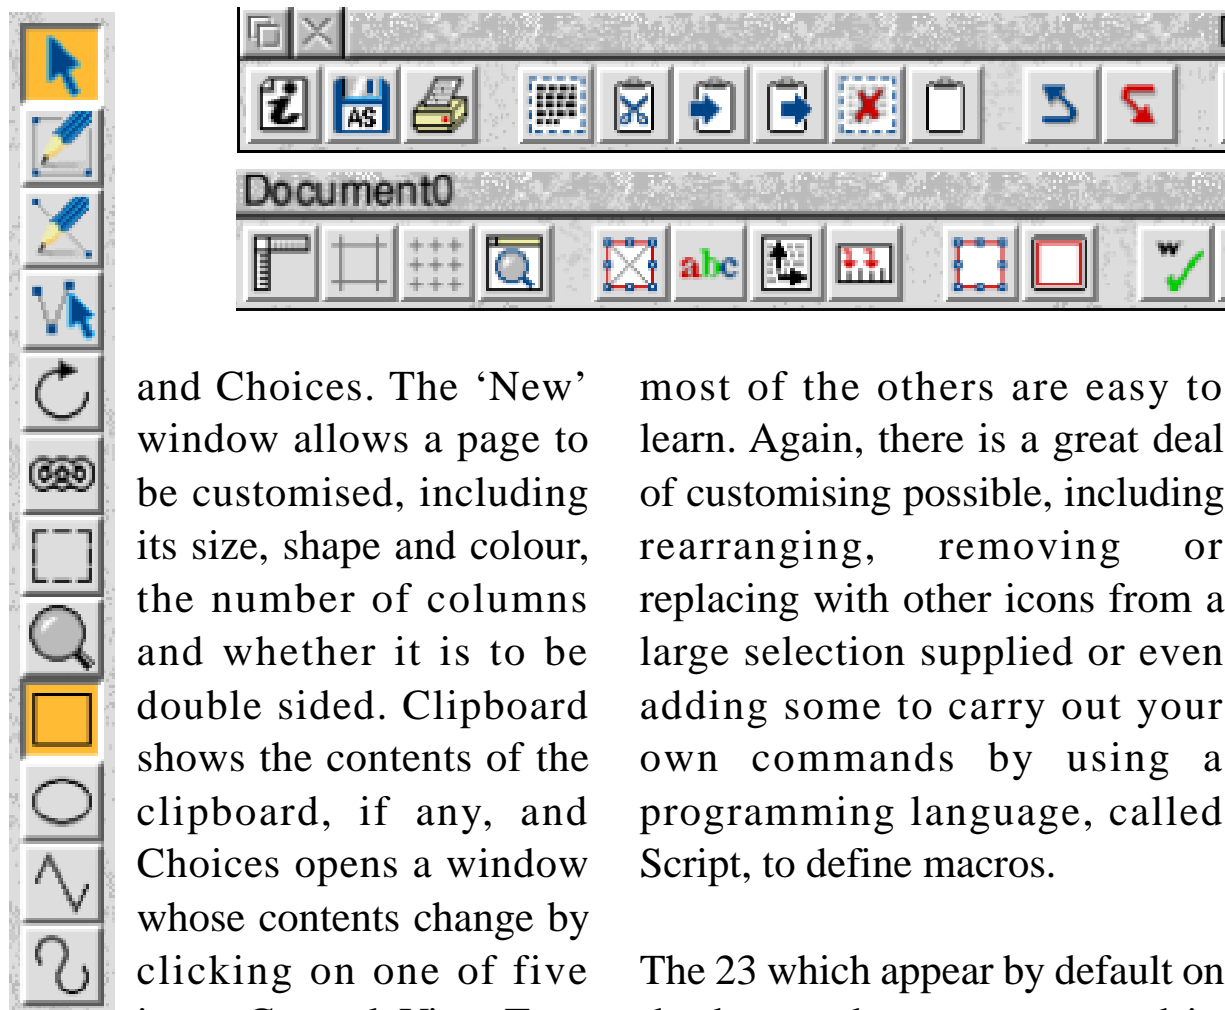 AS
Document0
abc
w
and Choices. The ‘New’
window allows a page to
be customised, including
its size, shape and colour,
the number of columns
and whether it is to be
double sided. Clipboard
shows the contents of the
clipboard, if any, and
Choices opens a window
whose contents change by
clicking on one of five
most of the others are easy to
learn. Again, there is a great deal
of customising possible, including
rearranging, removing or
replacing with other icons from a
large selection supplied or even
adding some to carry out your
own commands by using a
programming language, called
Script, to define macros.
The 23 which appear by default on